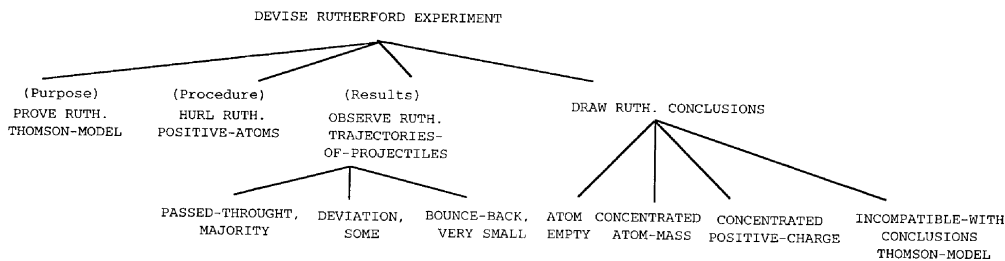 DEVISE RUTHERFORD EXPERIMENT
(Purpose)
PROVE RUTH.
THOMSON-MODEL
(Procedure)
HURL RUTH.
POSITIVE-ATOMS
(Results)
OBSERVE RUTH.
TRAJECTORIES-
OF-PROJECTILES
DRAW RUTH. CONCLUSIONS
PASSED-THROUGHT,
MAJORITY
DEVIATION,
SOME
BOUNCE-BACK,
VERY SMALL
ATOM
EMPTY
CONCENTRATED
ATOM-MASS
CONCENTRATED
POSITIVE-CHARGE
INCOMPATIBLE-WITH
CONCLUSIONS
THOMSON-MODEL